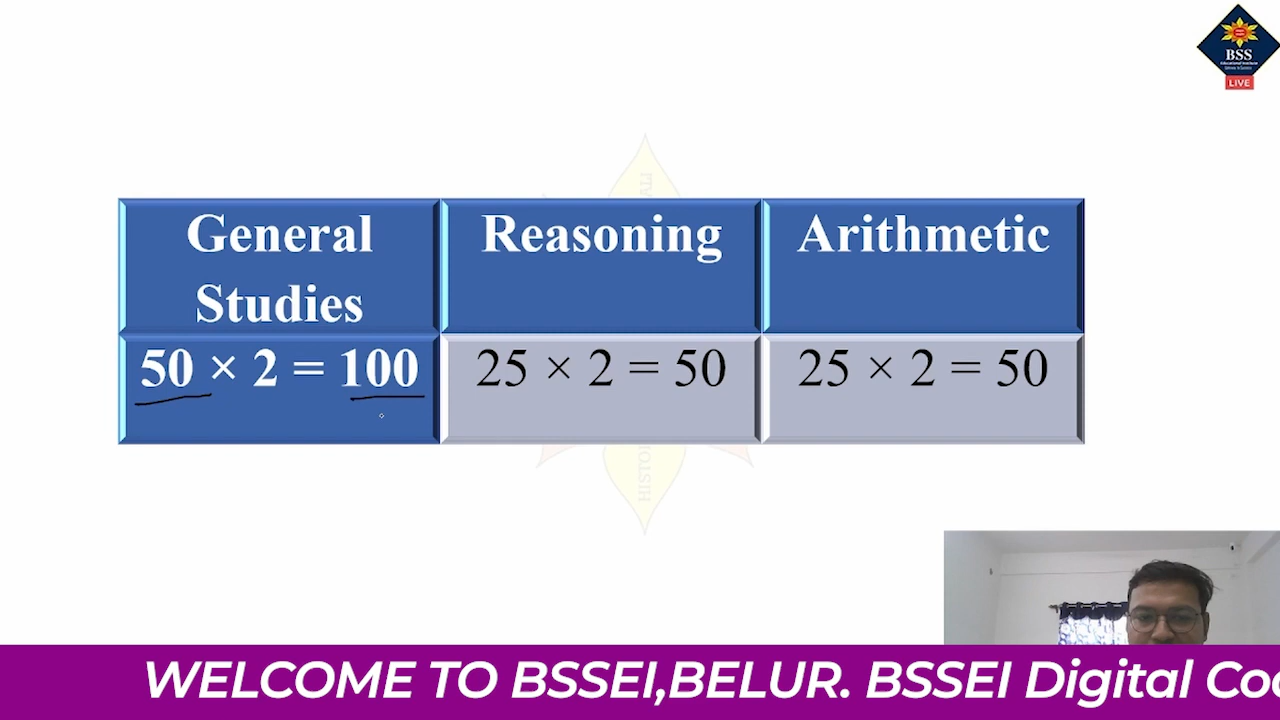 BSS
LIVE
General
Studies
Reasoning
Arithmetic
50 × 2 = 100
25 × 2 = 50
25 × 2 = 50
WELCOME TO BSSEI,BELUR. BSSEI Digital